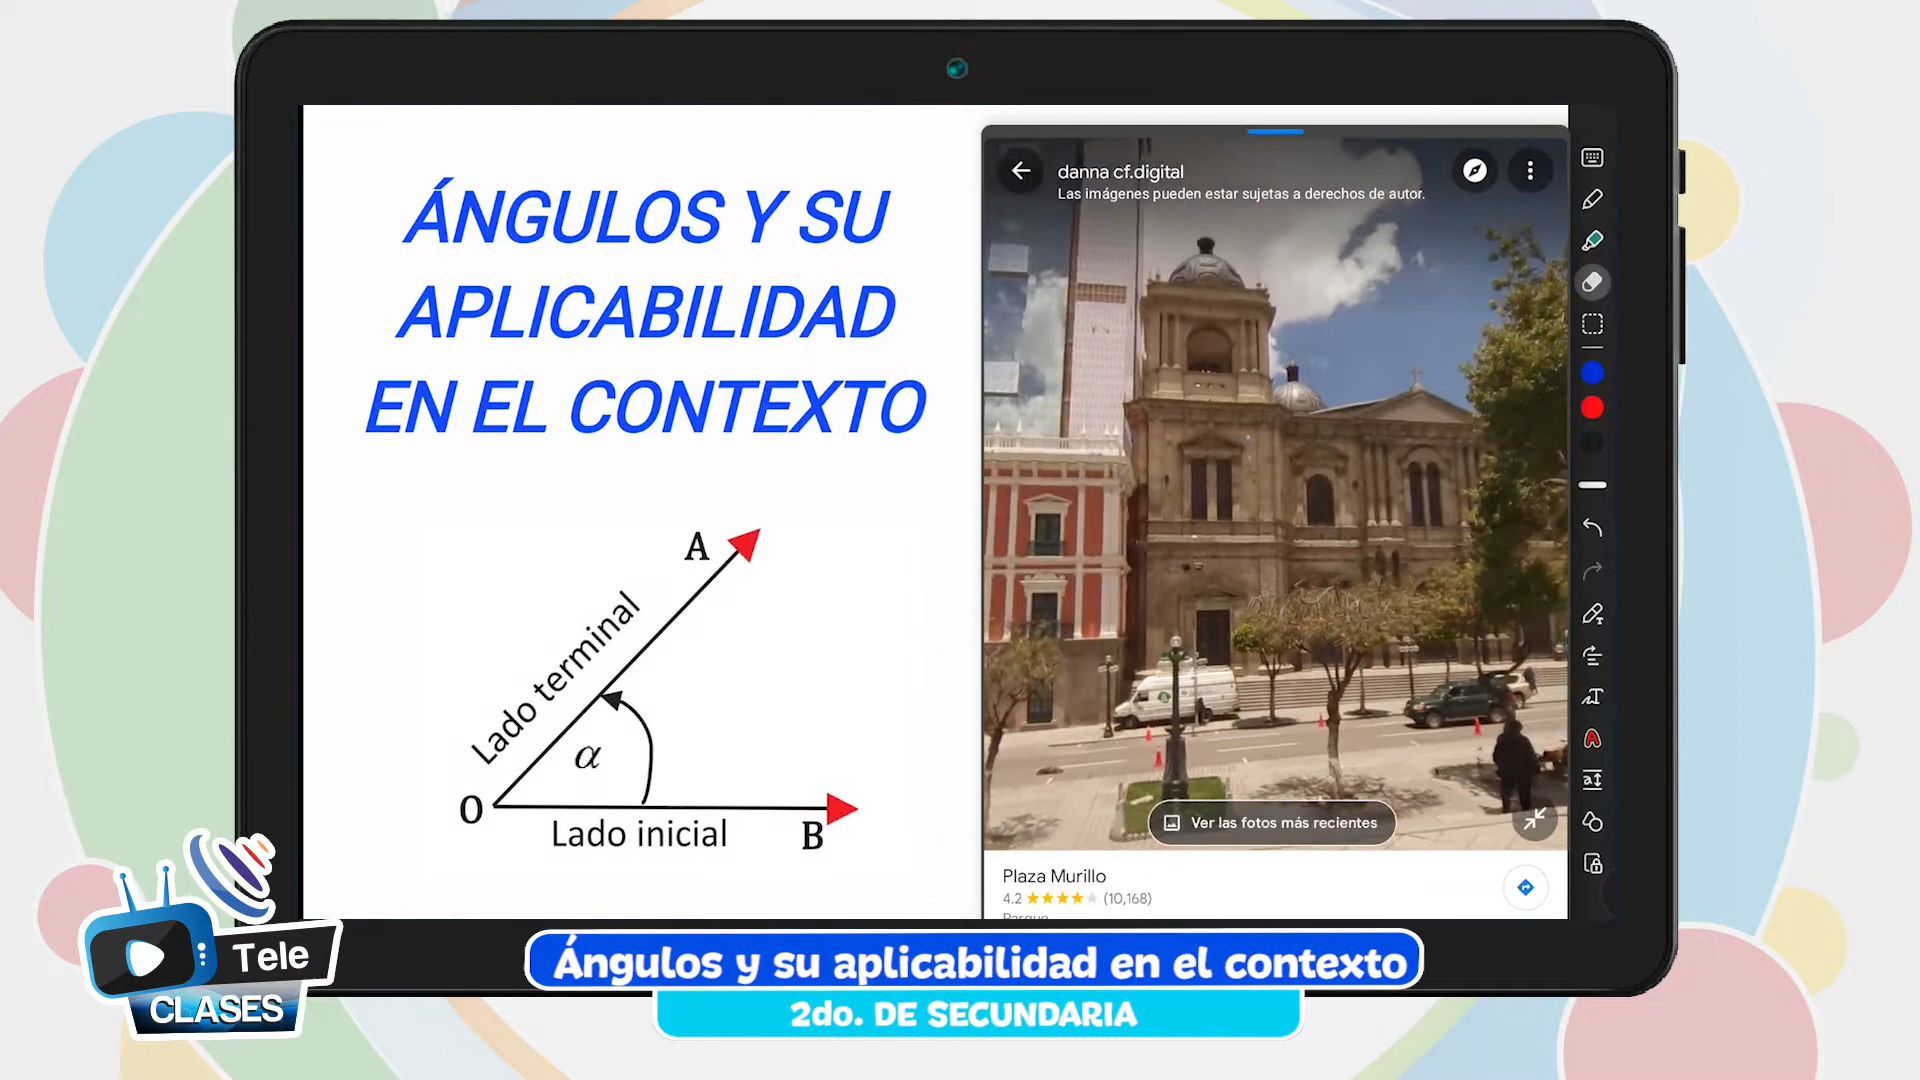 ÁNGULOS Y SU
APLICABILIDAD
EN EL CONTEXTO
A
Lado terminal
α
O
Lado inicial
B
danna cf.digital
Las imágenes pueden estar sujetas a derechos de autor.
Ver las fotos más recientes
Plaza Murillo
4.2 (10,168)
Parque
Tele
CLASES
Ángulos y su aplicabilidad en el contexto
2do. DE SECUNDARIA